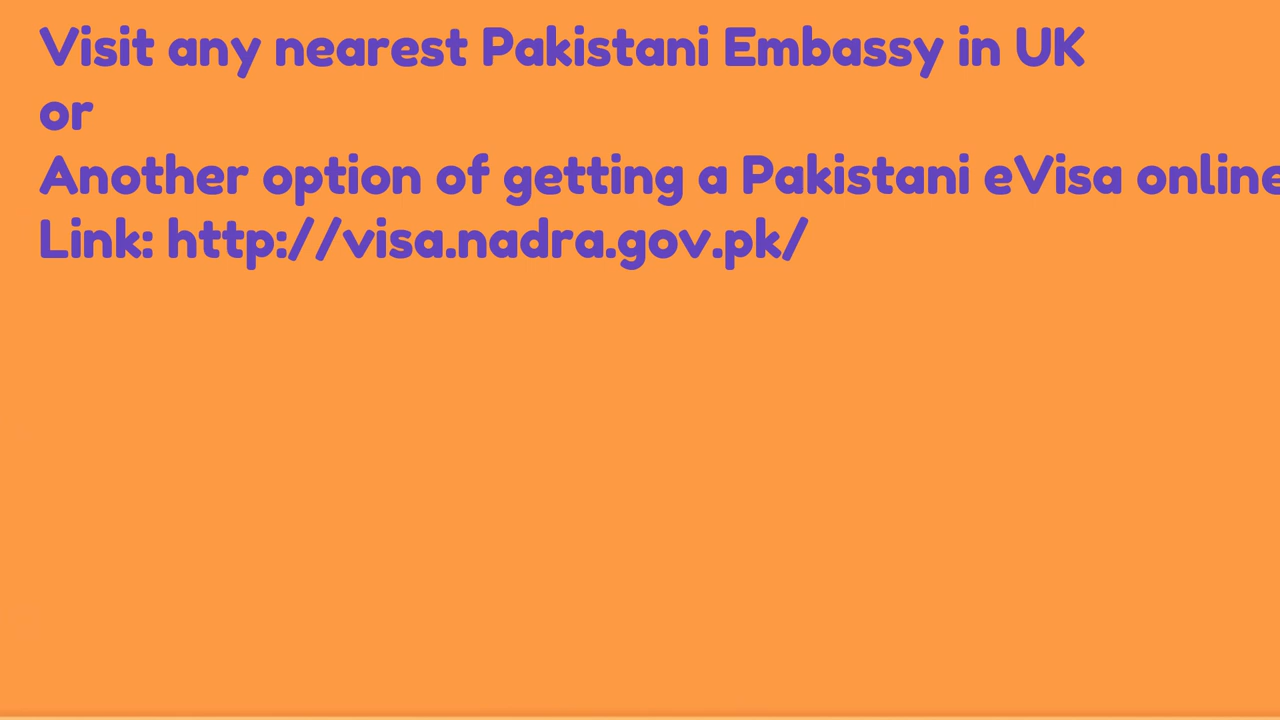 Visit any nearest Pakistani Embassy in UK
or
Another option of getting a Pakistani eVisa online
Link: http://visa.nadra.gov.pk/